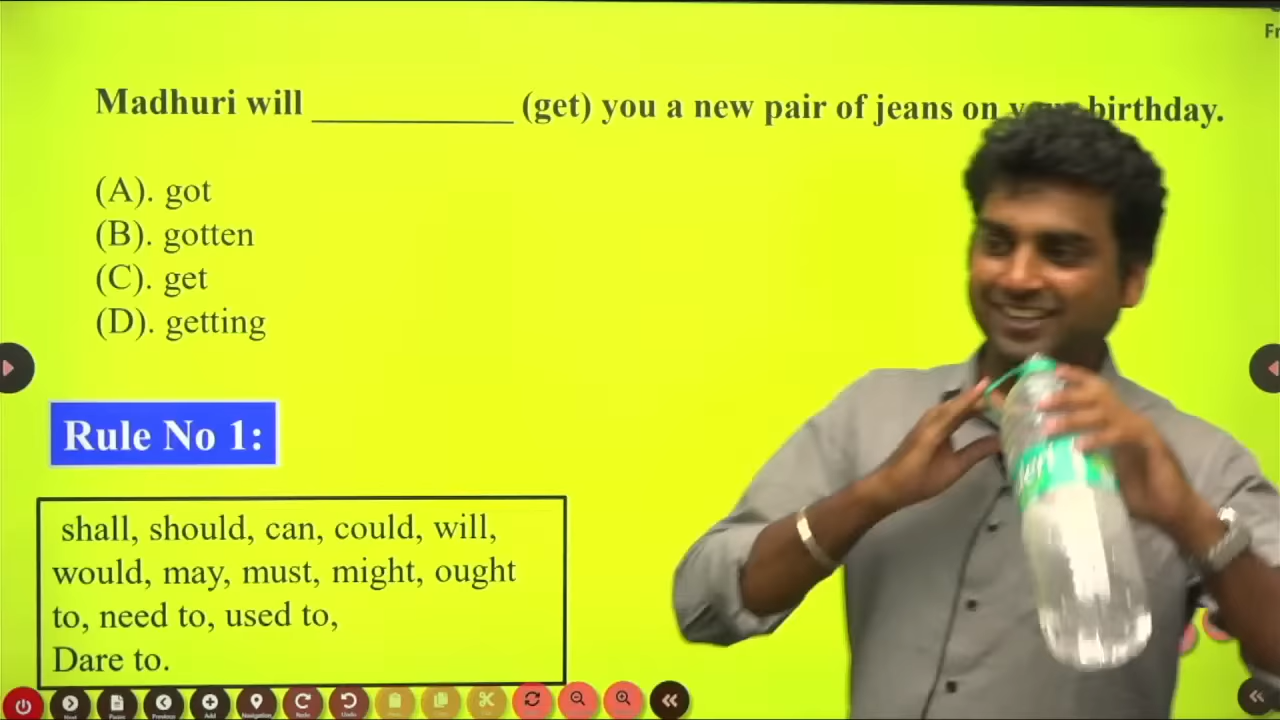 Fr
Madhuri will ____________ (get) you a new pair of jeans on birthday.
(A). got
(B). gotten
(C). get
(D). getting
Rule No 1:
shall, should, can, could, will,
would, may, must, might, ought
to, need to, used to,
Dare to.